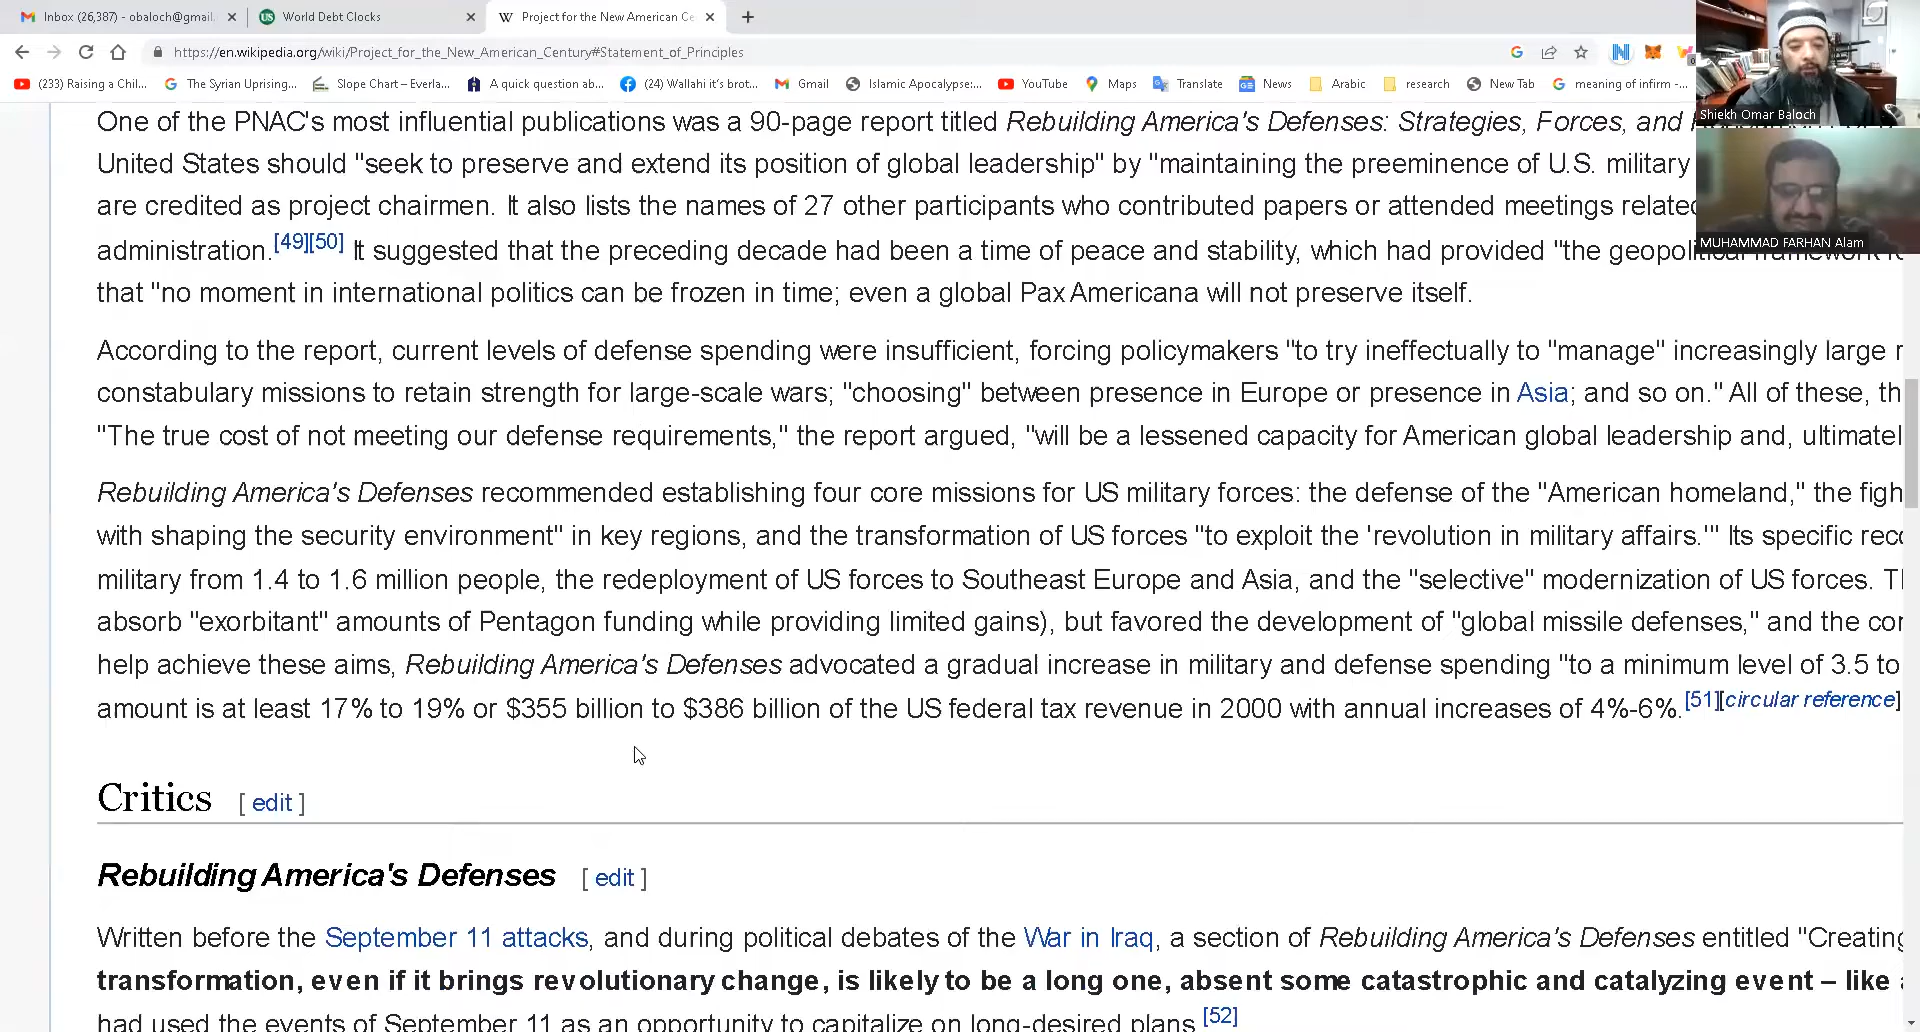 Inbox (26,387) - obaloch@gmail.
World Debt Clocks
Project for the New American Ce
https://en.wikipedia.org/wiki/Project_for_the_New_American_Century#Statement_of_Principles
(233) Raising a Chil... The Syrian Uprising... Slope Chart – Everla... A quick question ab... (24) Wallahi it's brot... Gmail Islamic Apocalypse:... YouTube Maps Translate News Arabic research New Tab meaning of infirm -...
Shiekh Omar Baloch
MUHAMMAD FARHAN Alam
One of the PNAC's most influential publications was a 90-page report titled Rebuilding America's Defenses: Strategies, Forces, and
United States should "seek to preserve and extend its position of global leadership" by "maintaining the preeminence of U.S. military
are credited as project chairmen. It also lists the names of 27 other participants who contributed papers or attended meetings related
administration.[49][50] It suggested that the preceding decade had been a time of peace and stability, which had provided "the geopolitical framework
that "no moment in international politics can be frozen in time; even a global Pax Americana will not preserve itself.
According to the report, current levels of defense spending were insufficient, forcing policymakers "to try ineffectually to "manage" increasingly large r
constabulary missions to retain strength for large-scale wars; "choosing" between presence in Europe or presence in Asia; and so on." All of these, th
"The true cost of not meeting our defense requirements," the report argued, "will be a lessened capacity for American global leadership and, ultimatel
Rebuilding America's Defenses recommended establishing four core missions for US military forces: the defense of the "American homeland," the figh
with shaping the security environment" in key regions, and the transformation of US forces "to exploit the 'revolution in military affairs.'" Its specific rec
military from 1.4 to 1.6 million people, the redeployment of US forces to Southeast Europe and Asia, and the "selective" modernization of US forces. T
absorb "exorbitant" amounts of Pentagon funding while providing limited gains), but favored the development of "global missile defenses," and the co
help achieve these aims, Rebuilding America's Defenses advocated a gradual increase in military and defense spending "to a minimum level of 3.5 to
amount is at least 17% to 19% or $355 billion to $386 billion of the US federal tax revenue in 2000 with annual increases of 4%-6%.[51][circular reference]
Critics [ edit ]
Rebuilding America's Defenses [ edit ]
Written before the September 11 attacks, and during political debates of the War in Iraq, a section of Rebuilding America's Defenses entitled "Creating
transformation, even if it brings revolutionary change, is likely to be a long one, absent some catastrophic and catalyzing event – like
had used the events of September 11 as an opportunity to capitalize on long-desired plans.[52]